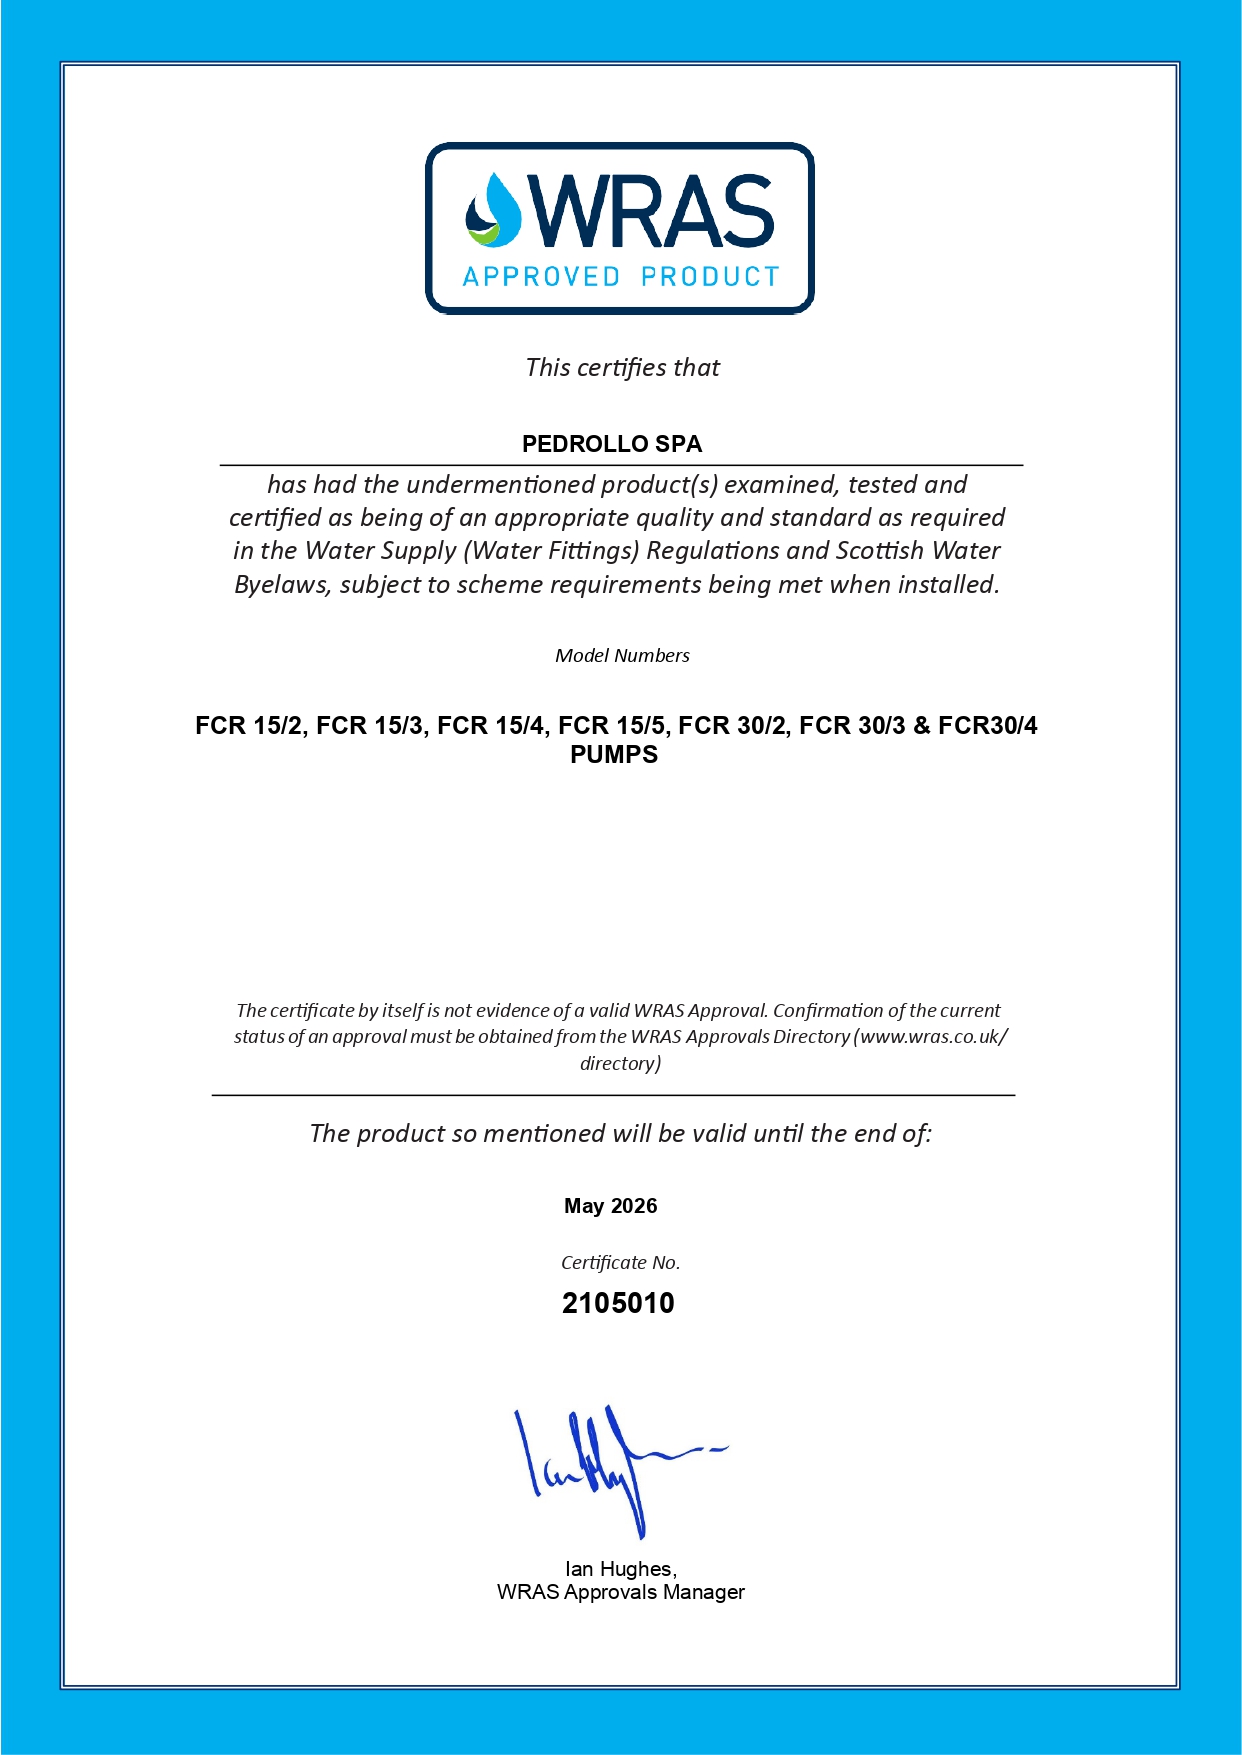 WRAS
APPROVED PRODUCT
This certifies that
PEDROLLO SPA
has had the undermentioned product(s) examined, tested and
certified as being of an appropriate quality and standard as required
in the Water Supply (Water Fittings) Regulations and Scottish Water
Byelaws, subject to scheme requirements being met when installed.
Model Numbers
FCR 15/2, FCR 15/3, FCR 15/4, FCR 15/5, FCR 30/2, FCR 30/3 & FCR30/4
PUMPS
The certificate by itself is not evidence of a valid WRAS Approval. Confirmation of the current
status of an approval must be obtained from the WRAS Approvals Directory (www.wras.co.uk/
directory)
The product so mentioned will be valid until the end of:
May 2026
Certificate No.
2105010
Ian Hughes,
WRAS Approvals Manager